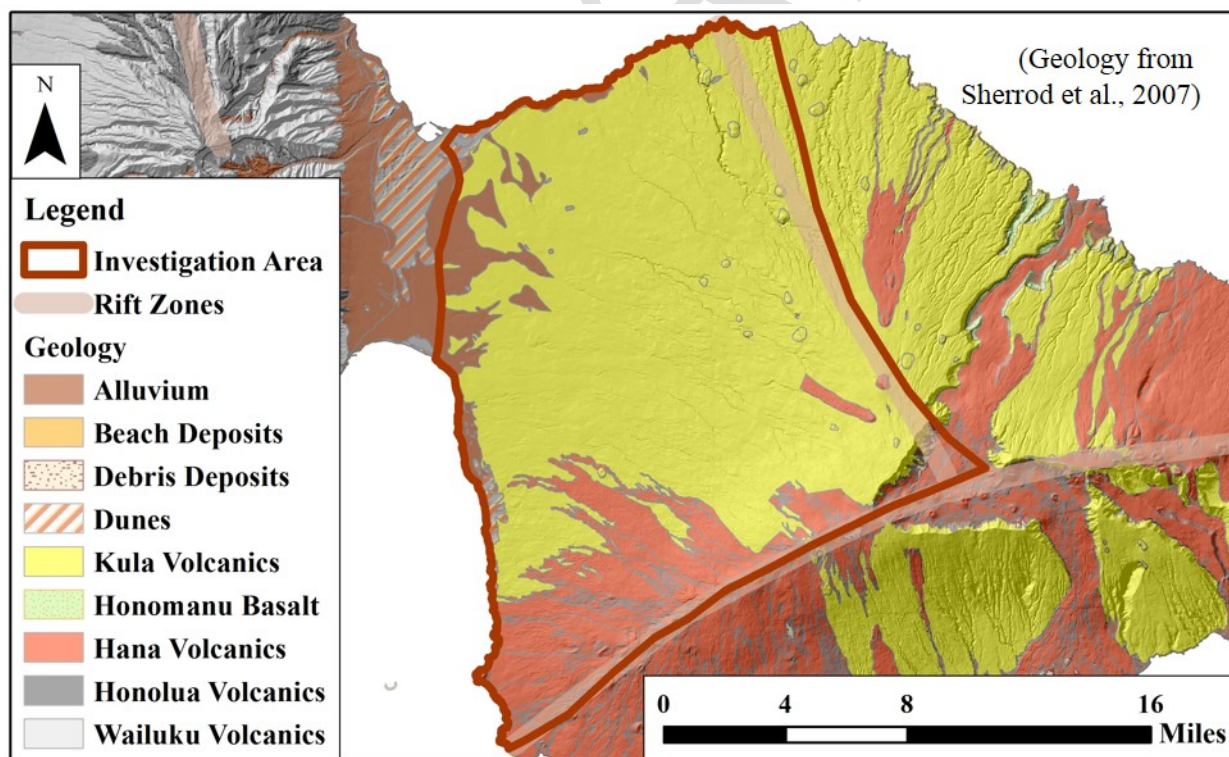 (Geology from
Sherrod et al., 2007)
N
Legend
Investigation Area
Rift Zones
Geology
Alluvium
Beach Deposits
Debris Deposits
Dunes
Kula Volcanics
Honomanu Basalt
Hana Volcanics
Honolua Volcanics
Wailuku Volcanics
0 4 8 16
Miles